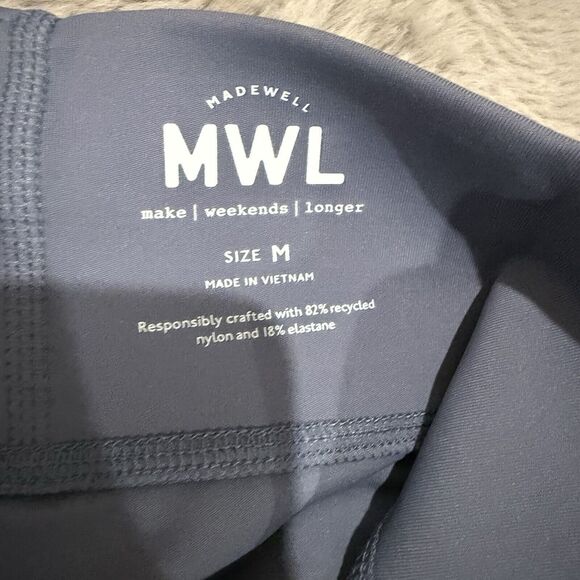 MADEWELL
MWL
make | weekends | longer
SIZE M
MADE IN VIETNAM
Responsibly crafted with 82% recycled
nylon and 18% elastane